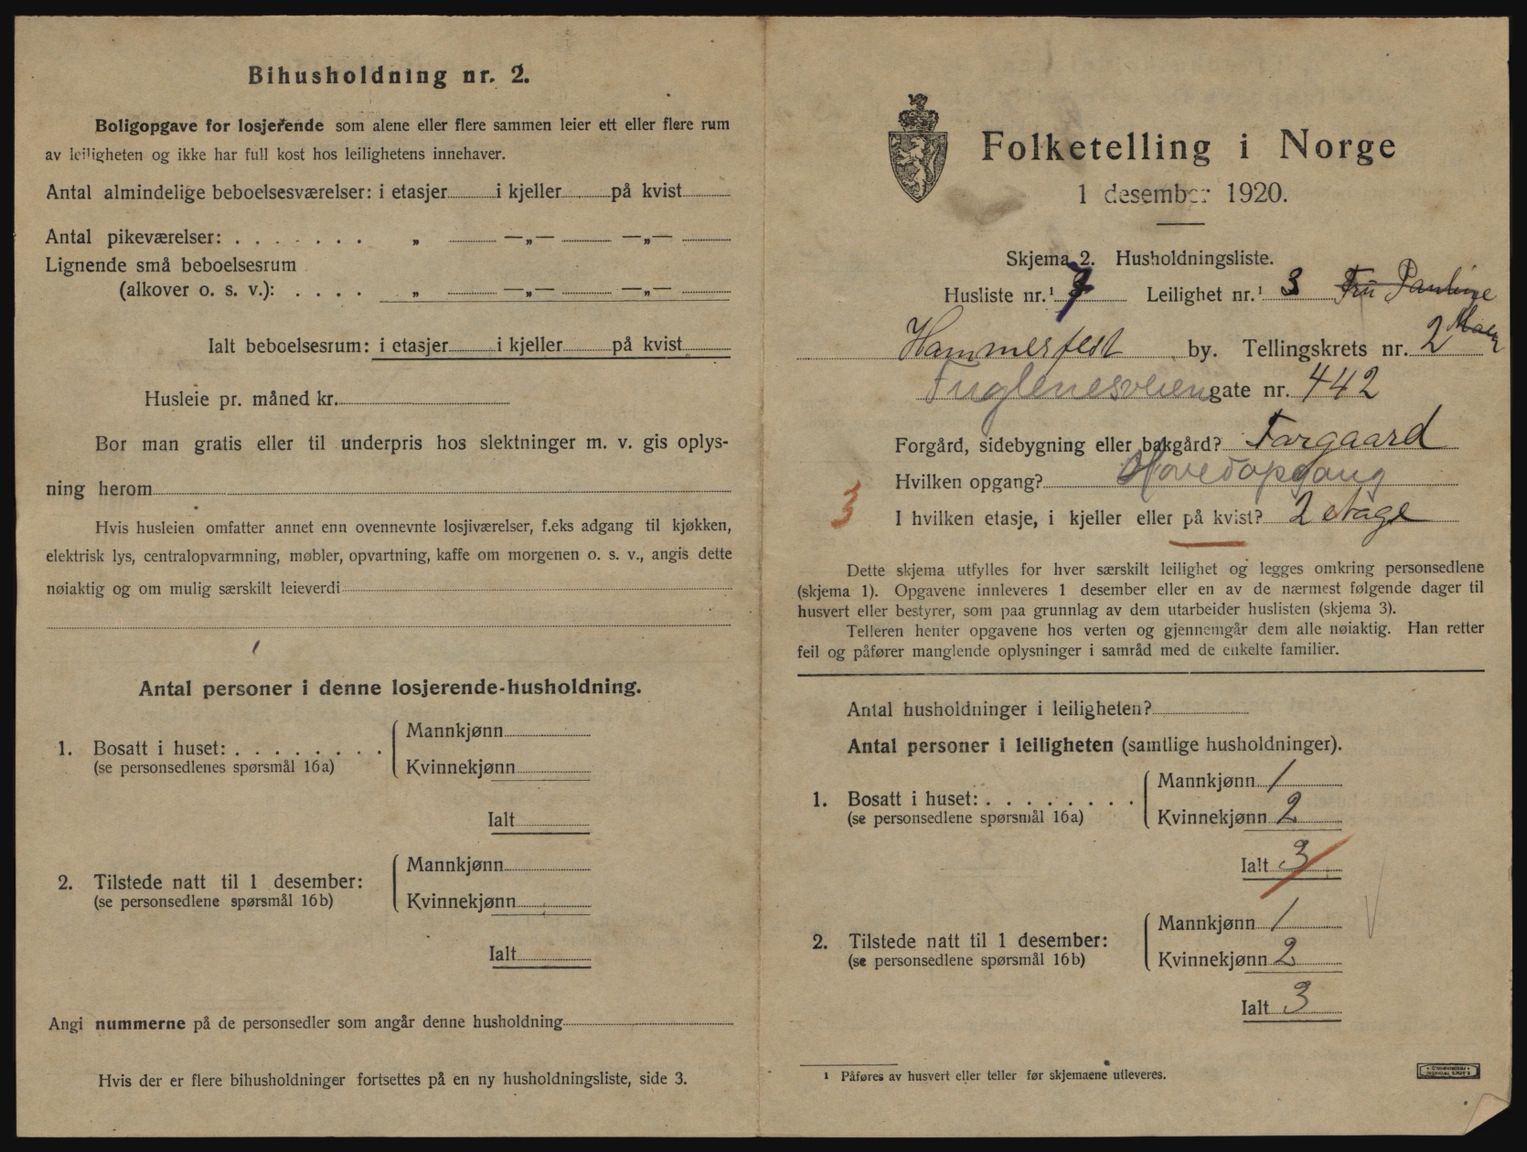 Bihusholdning nr. 2.
Boligopgave for losjerende som alene eller flere sammen leier ett eller flere rum
av leiligheten og ikke har full kost hos leilighetens innehaver.
Antal almindelige beboelsesværelser: i etasjer i kjeller på kvist
Antal pikeværelser: . . . . . . . „ —„— —„—
Lignende små beboelsesrum
(alkover o. s. v.): . . . . „ —„— —„—
Ialt beboelsesrum: i etasjer i kjeller på kvist
Husleie pr. måned kr.
Bor man gratis eller til underpris hos slektninger m. v. gis oplys-
ning herom
Hvis husleien omfatter annet enn ovennevnte losjiværelser, f.eks adgang til kjøkken,
elektrisk lys, centralopvarmning, møbler, opvartning, kaffe om morgenen o. s. v., angis dette
nøiaktig og om mulig særskilt leieverdi
Antal personer i denne losjerende-husholdning.
1. Bosatt i huset: . . . . . . . .
(se personsedlenes spørsmål 16a)
Mannkjønn
Kvinnekjønn
Ialt
2. Tilstede natt til 1 desember:
(se personsedlene spørsmål 16b)
Mannkjønn
Kvinnekjønn
Ialt
Angi nummerne på de personsedler som angår denne husholdning
Hvis der er flere bihusholdninger fortsettes på en ny husholdningsliste, side 3.
Folketelling i Norge
1 desember 1920.
Skjema 2. Husholdningsliste.
Husliste nr.¹ 7 Leilighet nr.¹ 3 Fru Pauline
Hammerfest by. Tellingskrets nr. 2
Fuglenesveien gate nr. 442
Forgård, sidebygning eller bakgård? Forgaard
Hvilken opgang? Hovedopgang
3 I hvilken etasje, i kjeller eller på kvist? 2 etage
Dette skjema utfylles for hver særskilt leilighet og legges omkring personsedlene
(skjema 1). Opgavene innleveres 1 desember eller en av de nærmest følgende dager til
husvert eller bestyrer, som paa grunnlag av dem utarbeider huslisten (skjema 3).
Telleren henter opgavene hos verten og gjennemgår dem alle nøiaktig. Han retter
feil og påfører manglende oplysninger i samråd med de enkelte familier.
Antal husholdninger i leiligheten?
Antal personer i leiligheten (samtlige husholdninger).
1. Bosatt i huset: . . . . . . . .
(se personsedlene spørsmål 16a)
Mannkjønn 1
Kvinnekjønn 2
Ialt 3
2. Tilstede natt til 1 desember:
(se personsedlene spørsmål 16b)
Mannkjønn 1
Kvinnekjønn 2
Ialt 3
¹ Påføres av husvert eller teller før skjemaene utleveres.